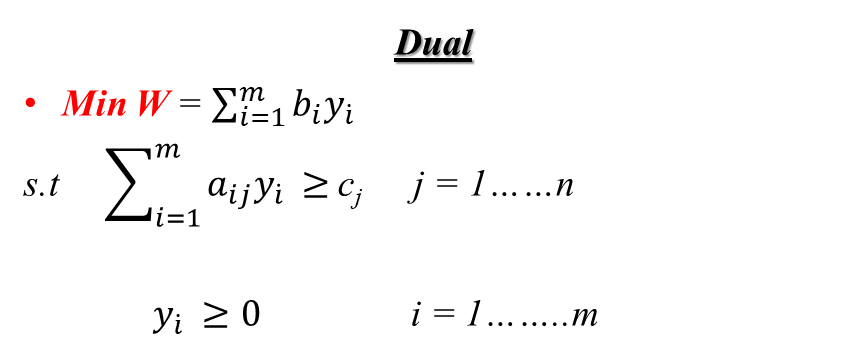 Dual
• Min W = ∑ᵢ₌₁ᵐ bᵢyᵢ
s.t ∑ᵢ₌₁ᵐ aᵢⱼyᵢ ≥ cⱼ j = 1……n
yᵢ ≥ 0 i = 1……..m